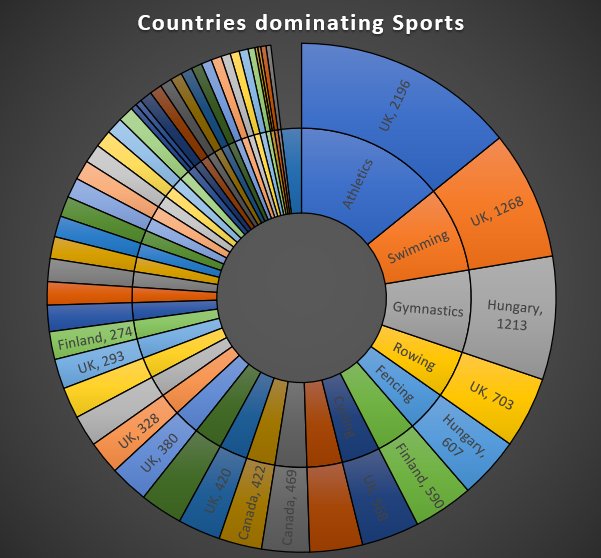 Countries dominating Sports
Athletics
UK, 2196
Swimming
UK, 1268
Gymnastics
Hungary,
1213
Rowing
UK, 703
Fencing
Hungary,
607
Finland, 590
Canada, 469
Canada, 422
UK, 420
UK, 380
UK, 328
UK, 293
Finland, 274